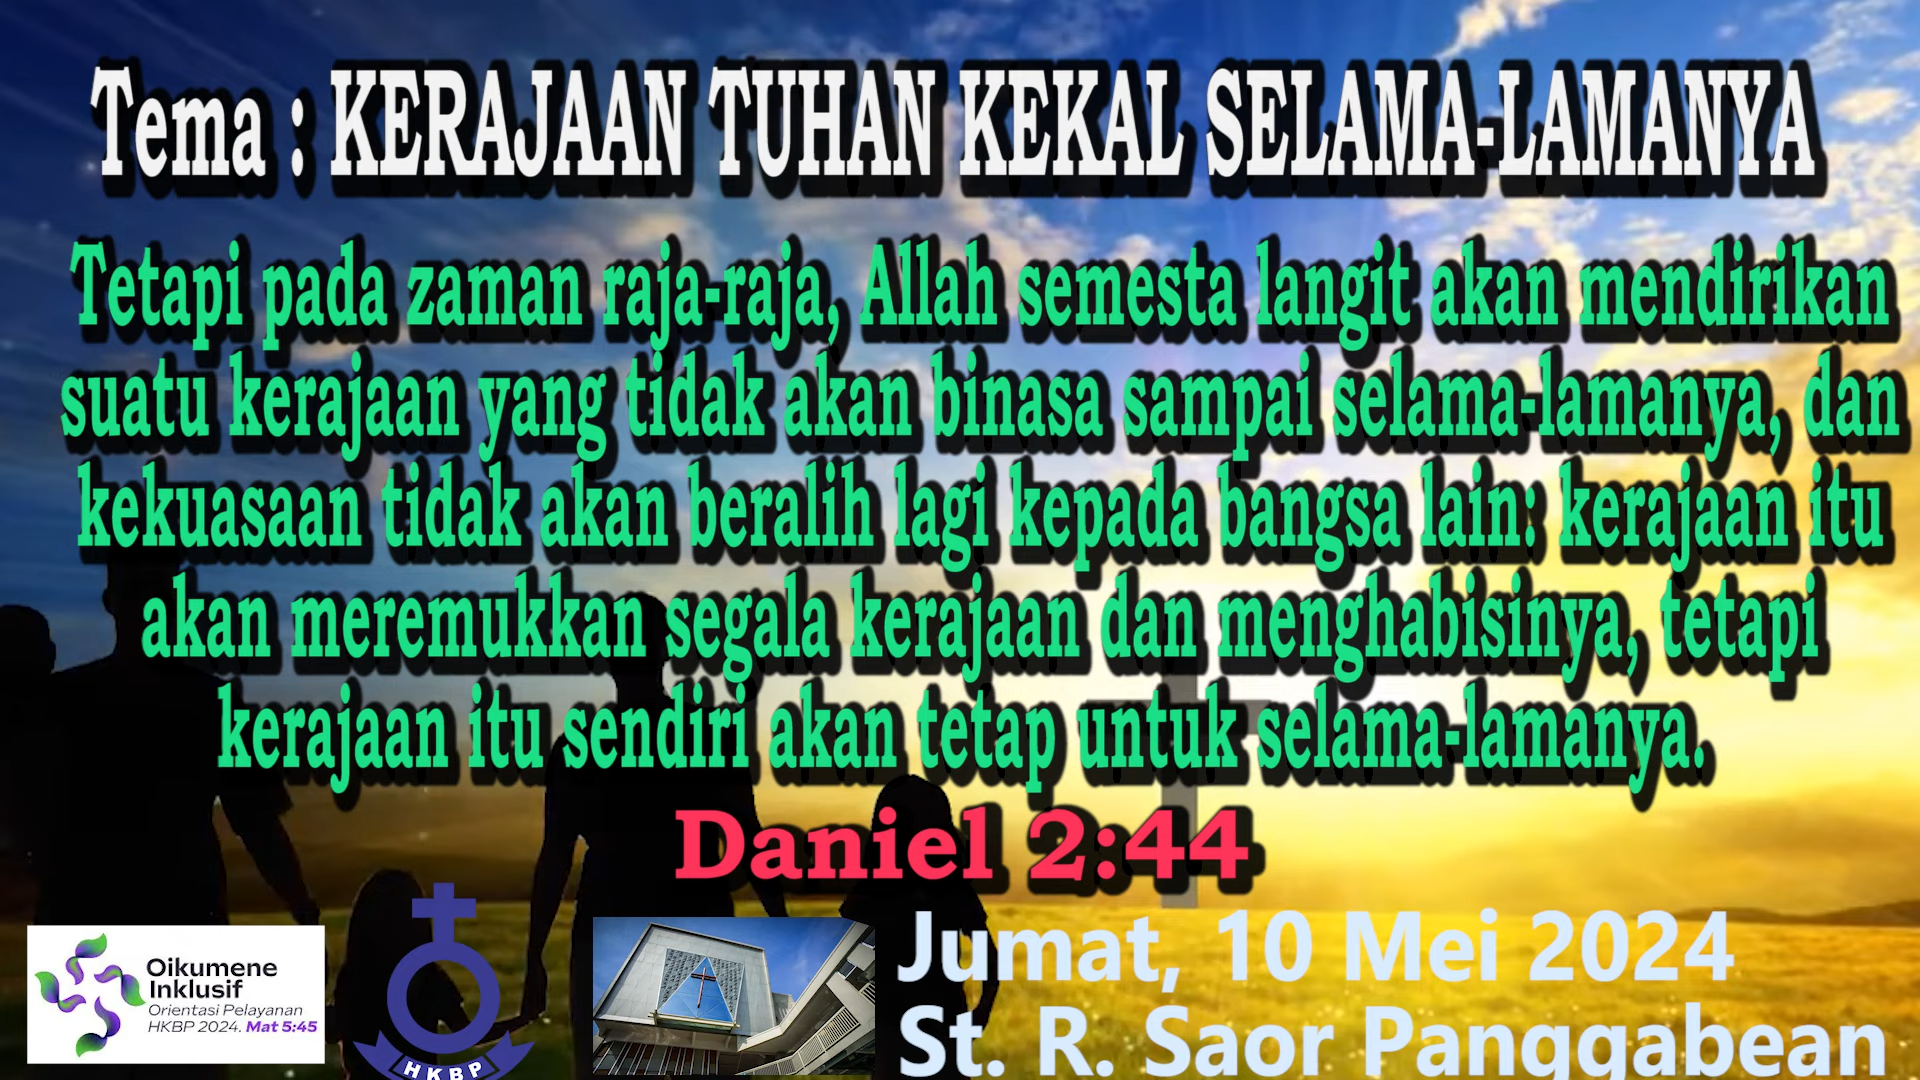 Tema : KERAJAAN TUHAN KEKAL SELAMA-LAMANYA
Tetapi pada zaman raja-raja, Allah semesta langit akan mendirikan
suatu kerajaan yang tidak akan binasa sampai selama-lamanya, dan
kekuasaan tidak akan beralih lagi kepada bangsa lain: kerajaan itu
akan meremukkan segala kerajaan dan menghabisinya, tetapi
kerajaan itu sendiri akan tetap untuk selama-lamanya.
Daniel 2:44
Oikumene
Inklusif
Orientasi Pelayanan
HKBP 2024. Mat 5:45
HKBP
Jumat, 10 Mei 2024
St. R. Saor Panggabean